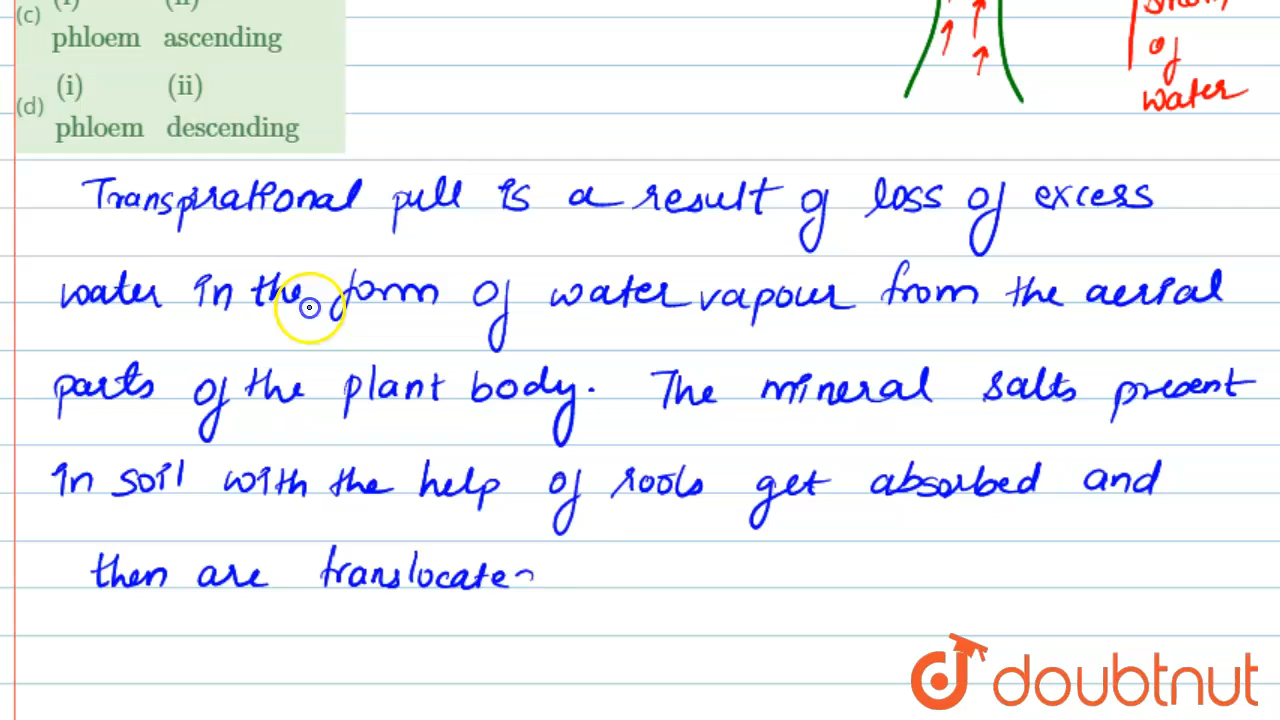 (c) (i) (ii)
phloem ascending
(d) (i) (ii)
phloem descending
of
water
Transpirational pull is a result of loss of excess
water in the form of water vapour from the aerial
parts of the plant body. The mineral salts present
in soil with the help of roots get absorbed and
then are translocate
doubtnut